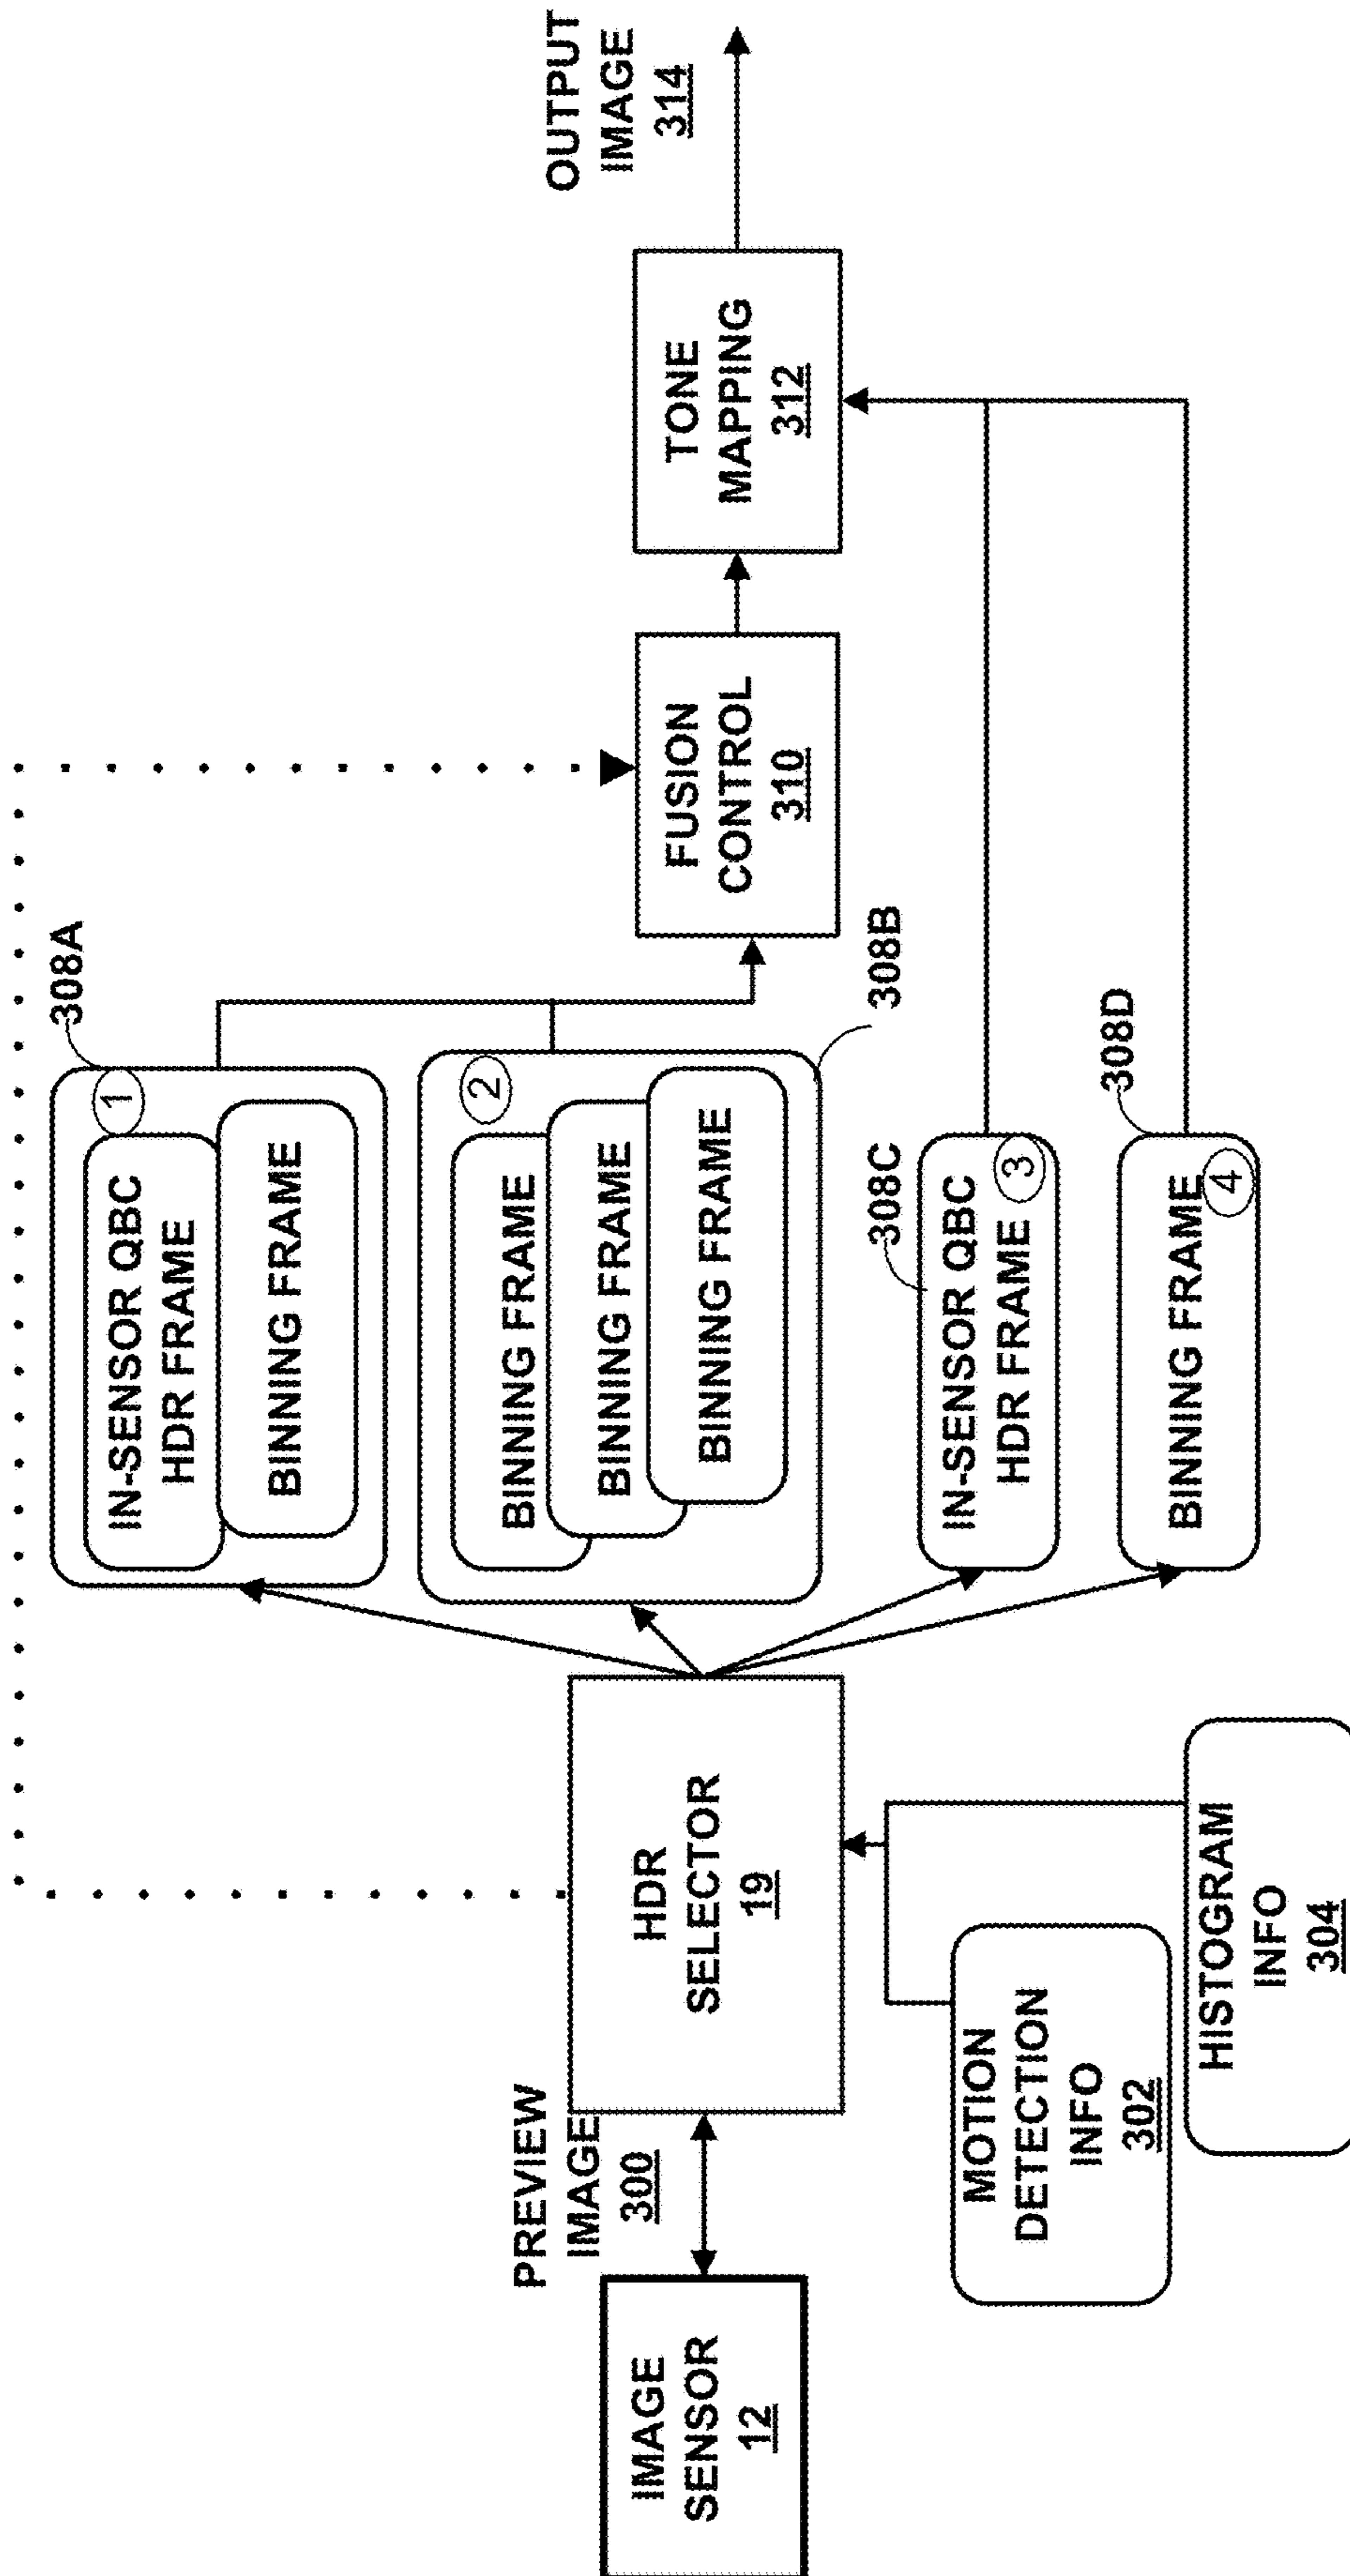 IMAGE
SENSOR
12
PREVIEW
IMAGE
300
HDR
SELECTOR
19
MOTION
DETECTION
INFO
302
HISTOGRAM
INFO
304
308A
1
IN-SENSOR QBC
HDR FRAME
BINNING FRAME
2
BINNING FRAME
BINNING FRAME
BINNING FRAME
308B
308C
IN-SENSOR QBC
HDR FRAME
3
308D
BINNING FRAME
4
FUSION
CONTROL
310
TONE
MAPPING
312
OUTPUT
IMAGE
314